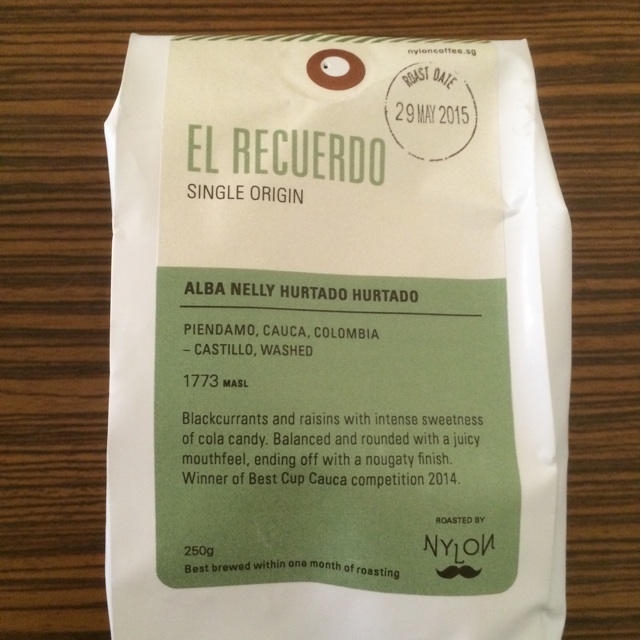 nyloncoffee.sg
ROAST DATE
29 MAY 2015
EL RECUERDO
SINGLE ORIGIN
ALBA NELLY HURTADO HURTADO
PIENDAMO, CAUCA, COLOMBIA
– CASTILLO, WASHED
1773 MASL
Blackcurrants and raisins with intense sweetness
of cola candy. Balanced and rounded with a juicy
mouthfeel, ending off with a nougaty finish.
Winner of Best Cup Cauca competition 2014.
ROASTED BY
NYLON
250g
Best brewed within one month of roasting